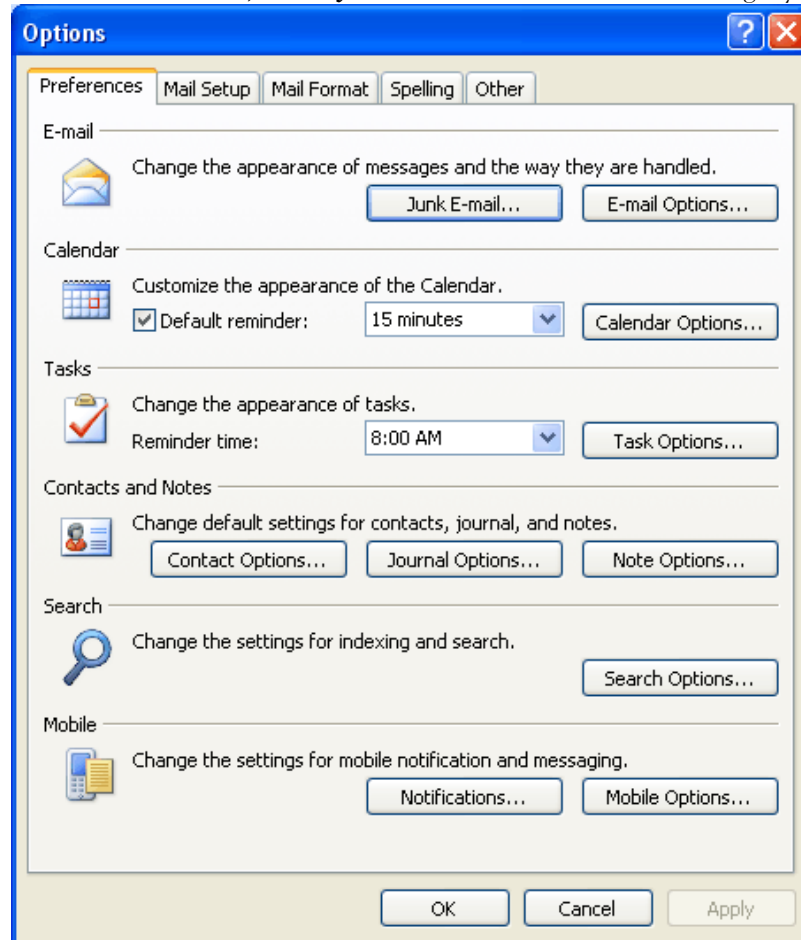 Options
Preferences Mail Setup Mail Format Spelling Other
E-mail
Change the appearance of messages and the way they are handled.
Junk E-mail... E-mail Options...
Calendar
Customize the appearance of the Calendar.
Default reminder: 15 minutes Calendar Options...
Tasks
Change the appearance of tasks.
Reminder time: 8:00 AM Task Options...
Contacts and Notes
Change default settings for contacts, journal, and notes.
Contact Options... Journal Options... Note Options...
Search
Change the settings for indexing and search.
Search Options...
Mobile
Change the settings for mobile notification and messaging.
Notifications... Mobile Options...
OK Cancel Apply